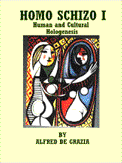 HOMO SCHIZO I
Human and Cultural
Hologenesis
BY
ALFRED DE GRAZIA